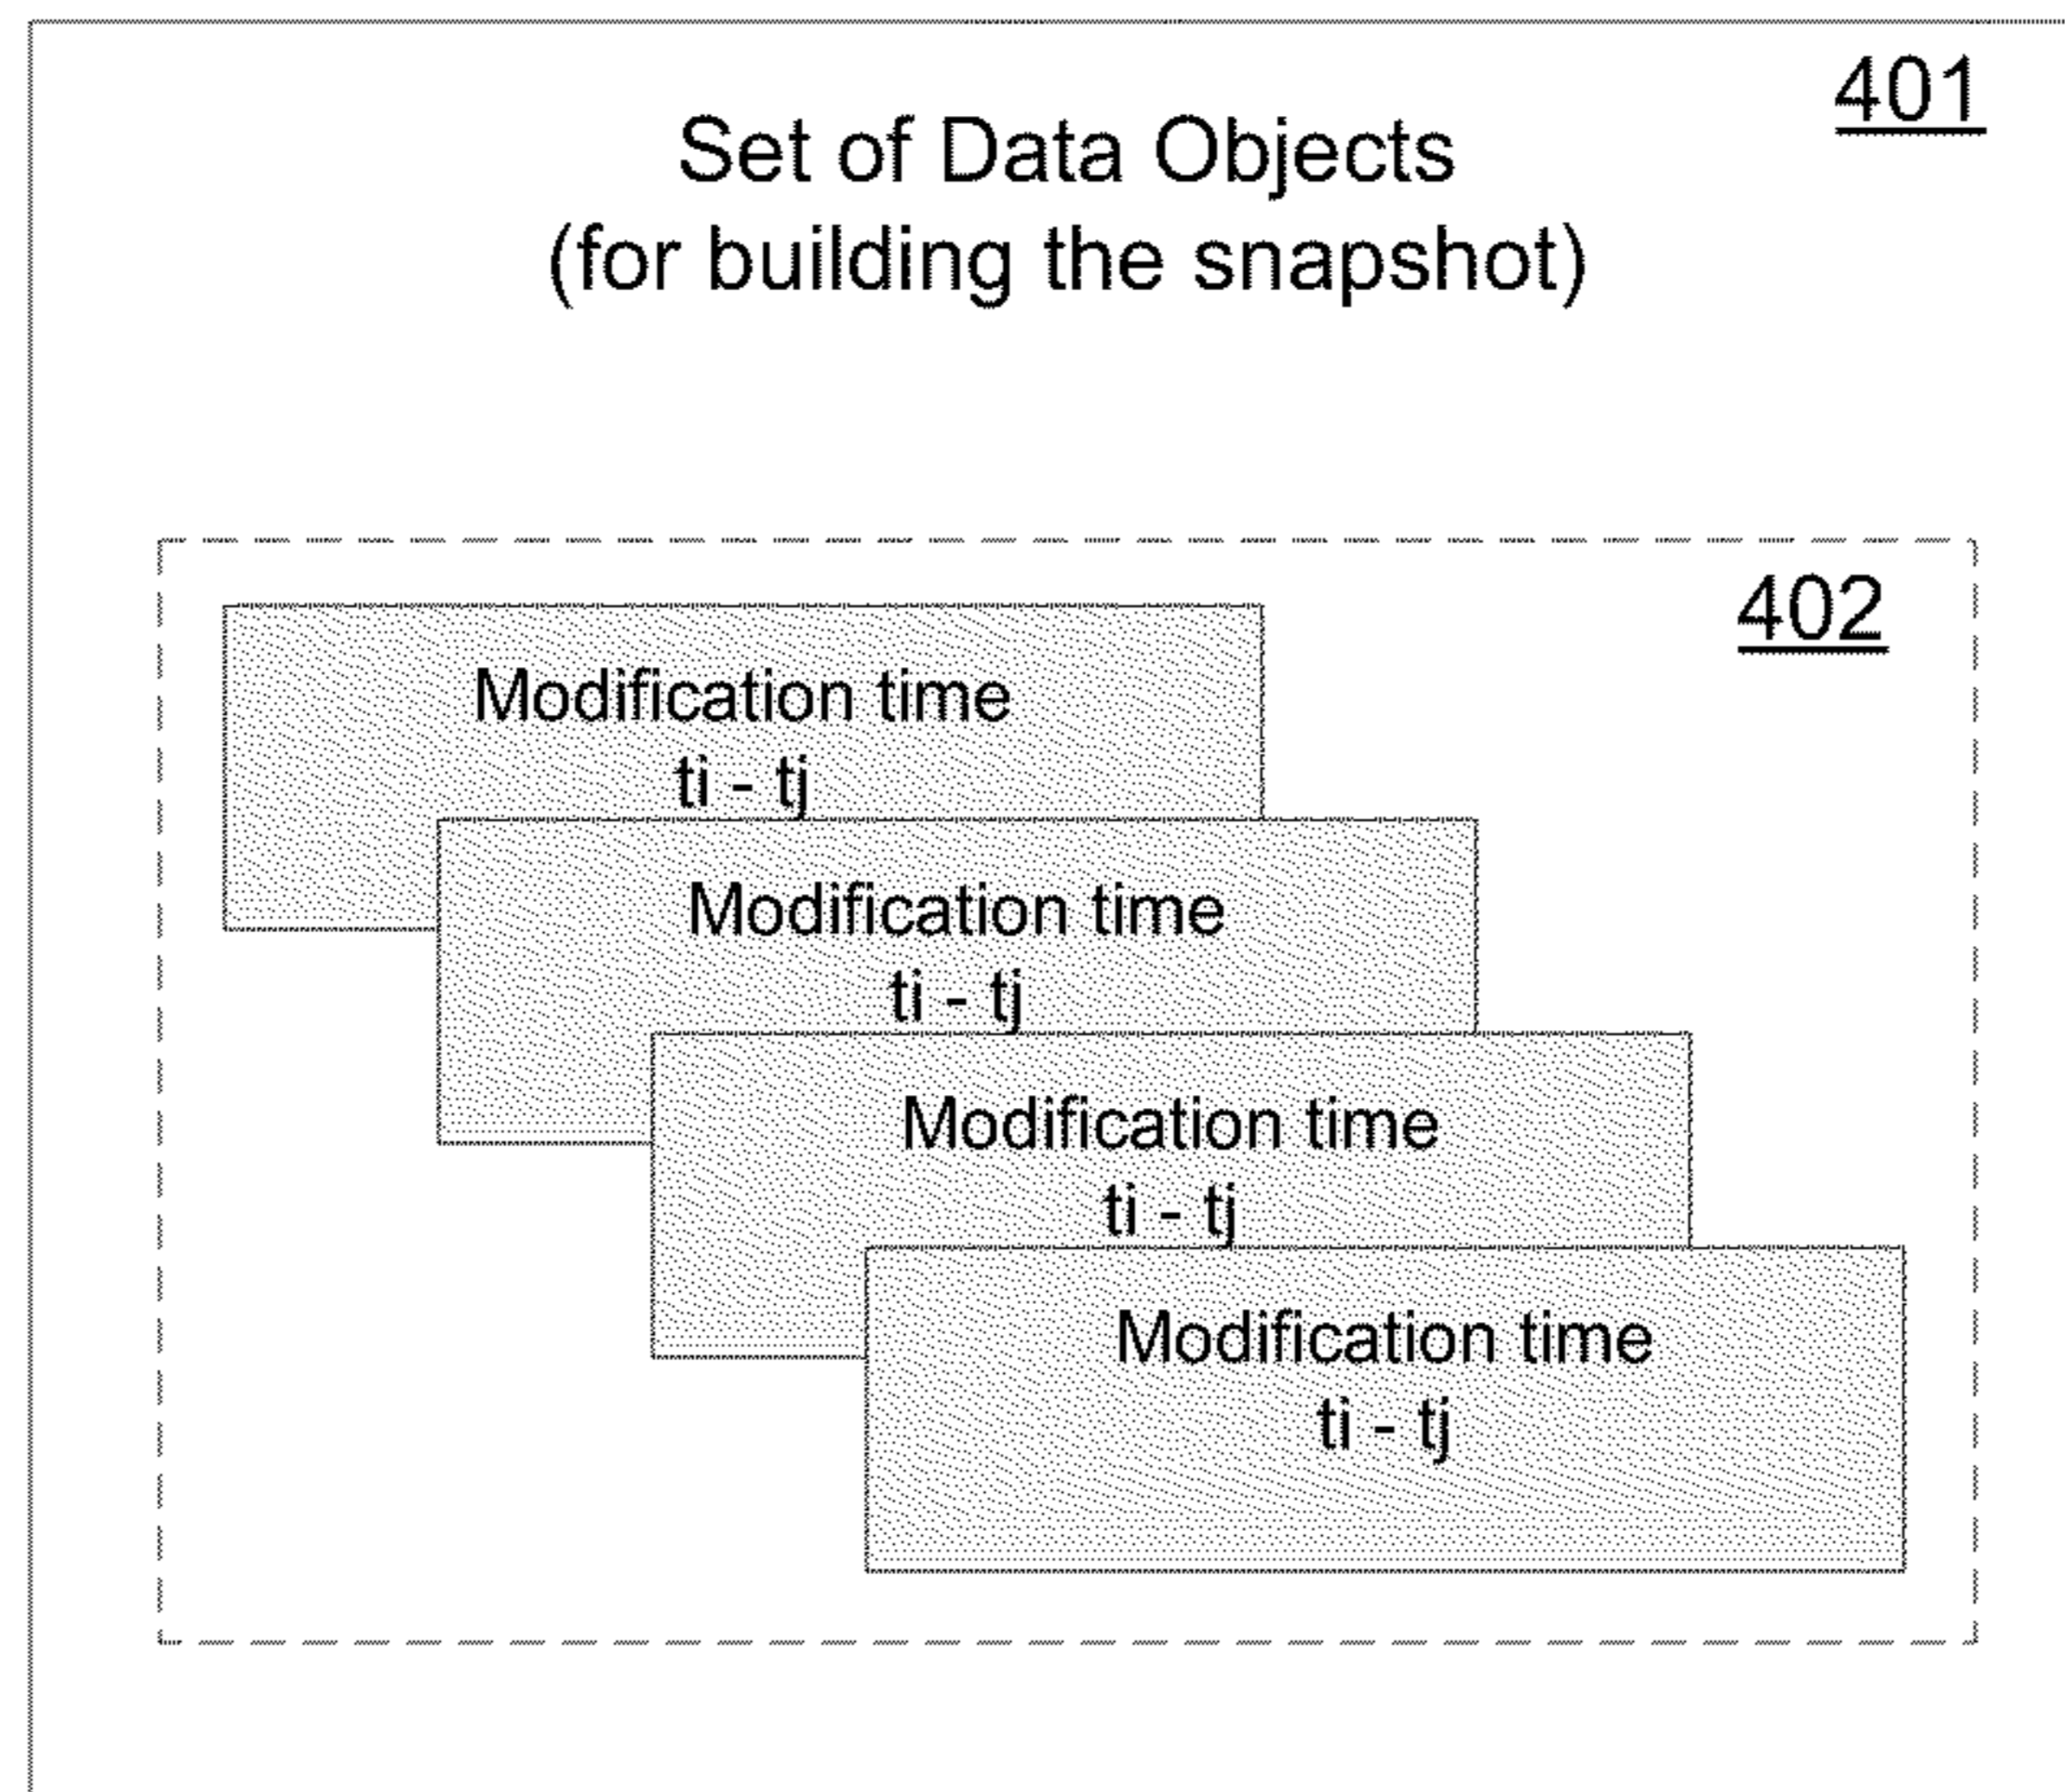 401
Set of Data Objects
(for building the snapshot)
402
Modification time
ti - tj
Modification time
ti - tj
Modification time
ti - tj
Modification time
ti - tj